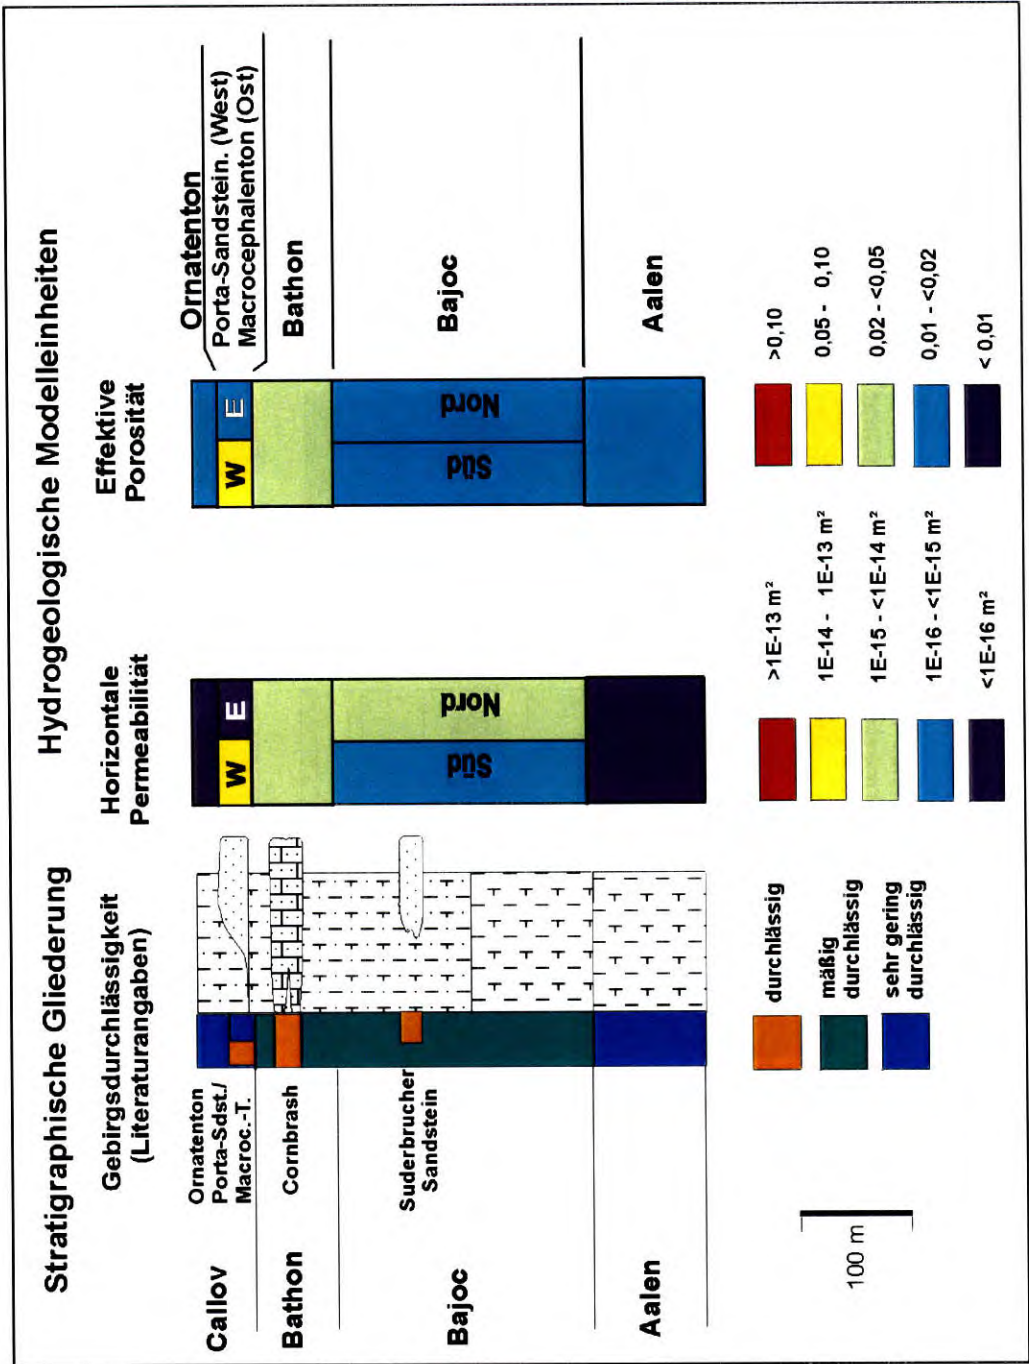 Stratigraphische Gliederung
Hydrogeologische Modelleinheiten
Gebirgsdurchlässigkeit
(Literaturangaben)
Horizontale
Permeabilität
Effektive
Porosität
Callov
Ornatenton
Porta-Sdst./
Macroc.-T.
Bathon
Cornbrash
Bajoc
Suderbrucher
Sandstein
Aalen
W
E
Süd
Nord
W
E
Süd
Nord
Ornatenton
Porta-Sandstein. (West)
Macrocephalenton (Ost)
Bathon
Bajoc
Aalen
100 m
durchlässig
mäßig
durchlässig
sehr gering
durchlässig
>1E-13 m²
1E-14 - 1E-13 m²
1E-15 - <1E-14 m²
1E-16 - <1E-15 m²
<1E-16 m²
>0,10
0,05 - 0,10
0,02 - <0,05
0,01 - <0,02
< 0,01